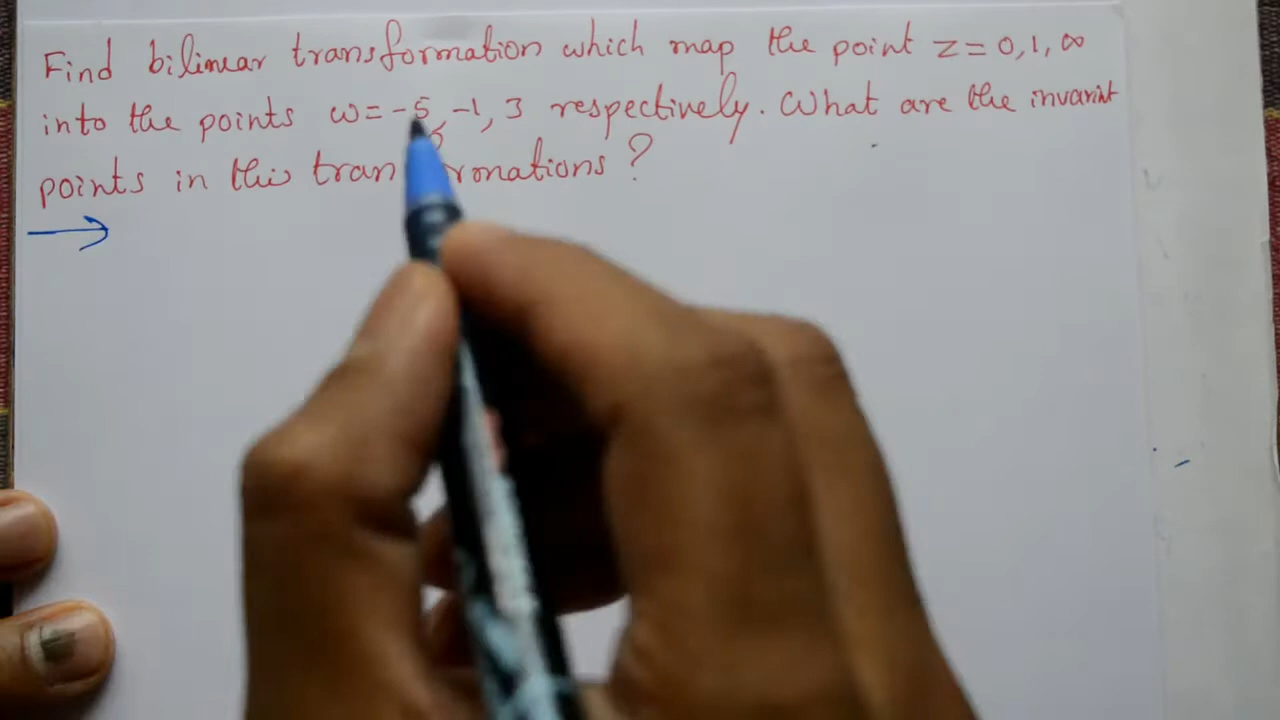 Find bilinear transformation which map the point z = 0, 1, ∞
into the points ω = -5, -1, 3 respectively. What are the invarint
points in this tran rmations ?